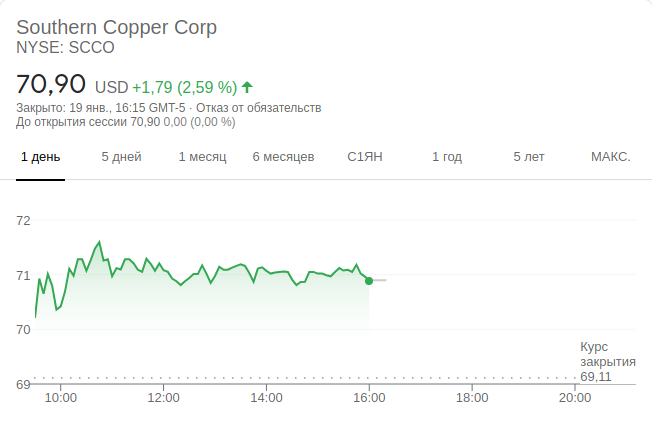 Southern Copper Corp
NYSE: SCCO
70,90 USD +1,79 (2,59 %)
Закрыто: 19 янв., 16:15 GMT-5 · Отказ от обязательств
До открытия сессии 70,90 0,00 (0,00 %)
1 день 5 дней 1 месяц 6 месяцев С1ЯН 1 год 5 лет МАКС.
72
71
70
Курс
закрытия
69,11
69
10:00 12:00 14:00 16:00 18:00 20:00